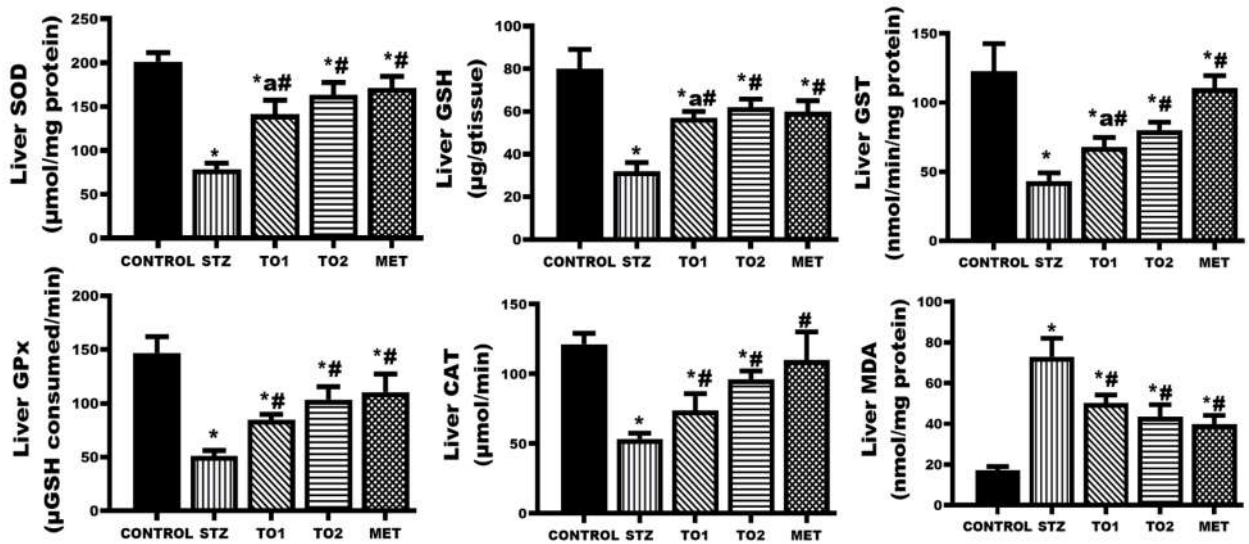 Liver SOD
(µmol/mg protein)
250
200
150
100
50
0
* *a# *# *#
CONTROL STZ TO1 TO2 MET
Liver GSH
(µg/gtissue)
100
80
60
40
20
0
* *a# *# *#
CONTROL STZ TO1 TO2 MET
Liver GST
(nmol/min/mg protein)
150
100
50
0
* *a# *# *#
CONTROL STZ TO1 TO2 MET
Liver GPx
(µGSH consumed/min)
200
150
100
50
0
* *# *# *#
CONTROL STZ TO1 TO2 MET
Liver CAT
(µmol/min)
150
100
50
0
* *# *# #
CONTROL STZ TO1 TO2 MET
Liver MDA
(nmol/mg protein)
100
80
60
40
20
0
* *# *# *#
CONTROL STZ TO1 TO2 MET